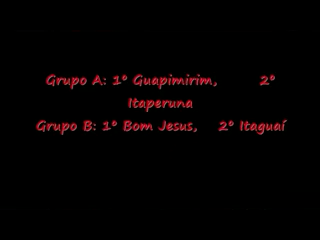 Grupo A: 1º Guapimirim, 2º
Itaperuna
Grupo B: 1º Bom Jesus, 2º Itaguaí